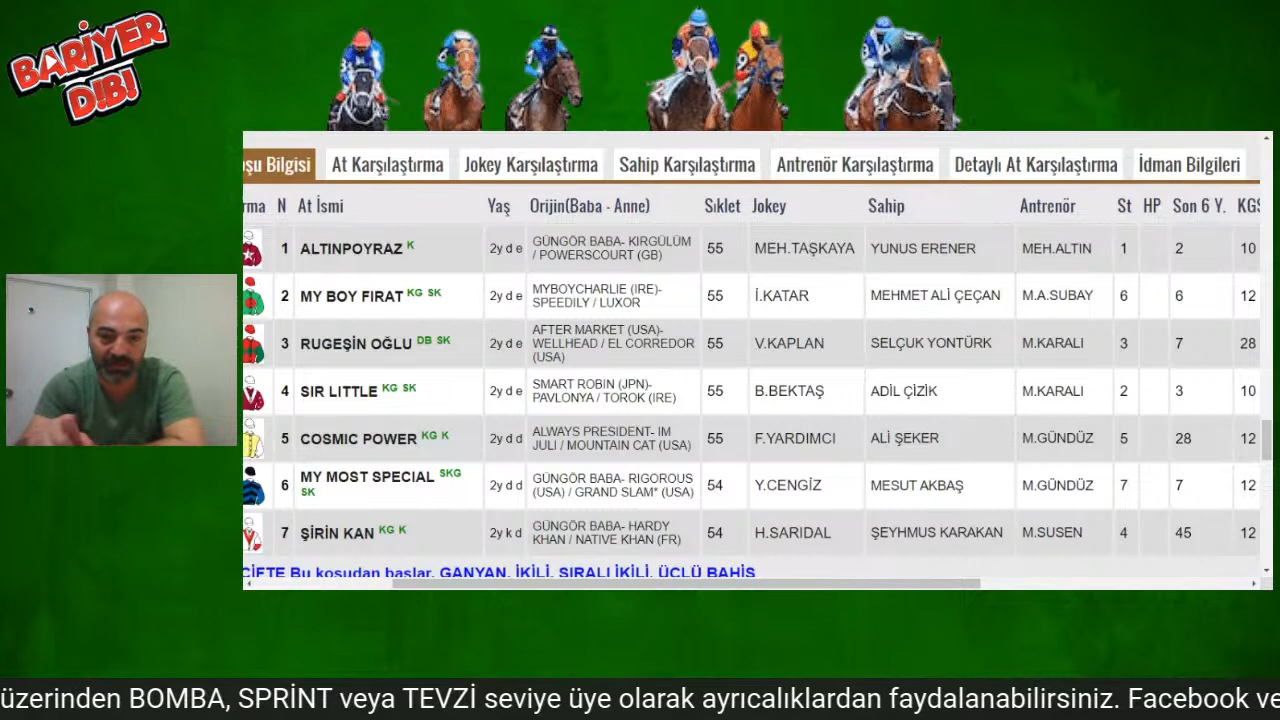 BARİYER
DİBİ
şu Bilgisi At Karşılaştırma Jokey Karşılaştırma Sahip Karşılaştırma Antrenör Karşılaştırma Detaylı At Karşılaştırma İdman Bilgileri
rma N At İsmi Yaş Orijin(Baba - Anne) Sıklet Jokey Sahip Antrenör St HP Son 6 Y. KGS
1 ALTINPOYRAZ K 2y d e GÜNGÖR BABA- KIRGÜLÜM / POWERSCOURT (GB) 55 MEH.TAŞKAYA YUNUS ERENER MEH.ALTIN 1 2 10
2 MY BOY FIRAT KG SK 2y d e MYBOYCHARLIE (IRE)- SPEEDILY / LUXOR 55 İ.KATAR MEHMET ALİ ÇEÇAN M.A.SUBAY 6 6 12
3 RUGEŞİN OĞLU DB SK 2y d e AFTER MARKET (USA)- WELLHEAD / EL CORREDOR (USA) 55 V.KAPLAN SELÇUK YONTÜRK M.KARALI 3 7 28
4 SIR LITTLE KG SK 2y d e SMART ROBIN (JPN)- PAVLONYA / TOROK (IRE) 55 B.BEKTAŞ ADİL ÇİZİK M.KARALI 2 3 10
5 COSMIC POWER KG K 2y d d ALWAYS PRESIDENT- IM JULI / MOUNTAIN CAT (USA) 55 F.YARDIMCI ALİ ŞEKER M.GÜNDÜZ 5 28 12
6 MY MOST SPECIAL SKG SK 2y d d GÜNGÖR BABA- RIGOROUS (USA) / GRAND SLAM* (USA) 54 Y.CENGİZ MESUT AKBAŞ M.GÜNDÜZ 7 7 12
7 ŞİRİN KAN KG K 2y k d GÜNGÖR BABA- HARDY KHAN / NATIVE KHAN (FR) 54 H.SARIDAL ŞEYHMUS KARAKAN M.SUSEN 4 45 12
ÇİFTE Bu koşudan başlar. GANYAN, İKİLİ, SIRALI İKİLİ, ÜÇLÜ BAHİS
üzerinden BOMBA, SPRİNT veya TEVZİ seviye üye olarak ayrıcalıklardan faydalanabilirsiniz. Facebook ve